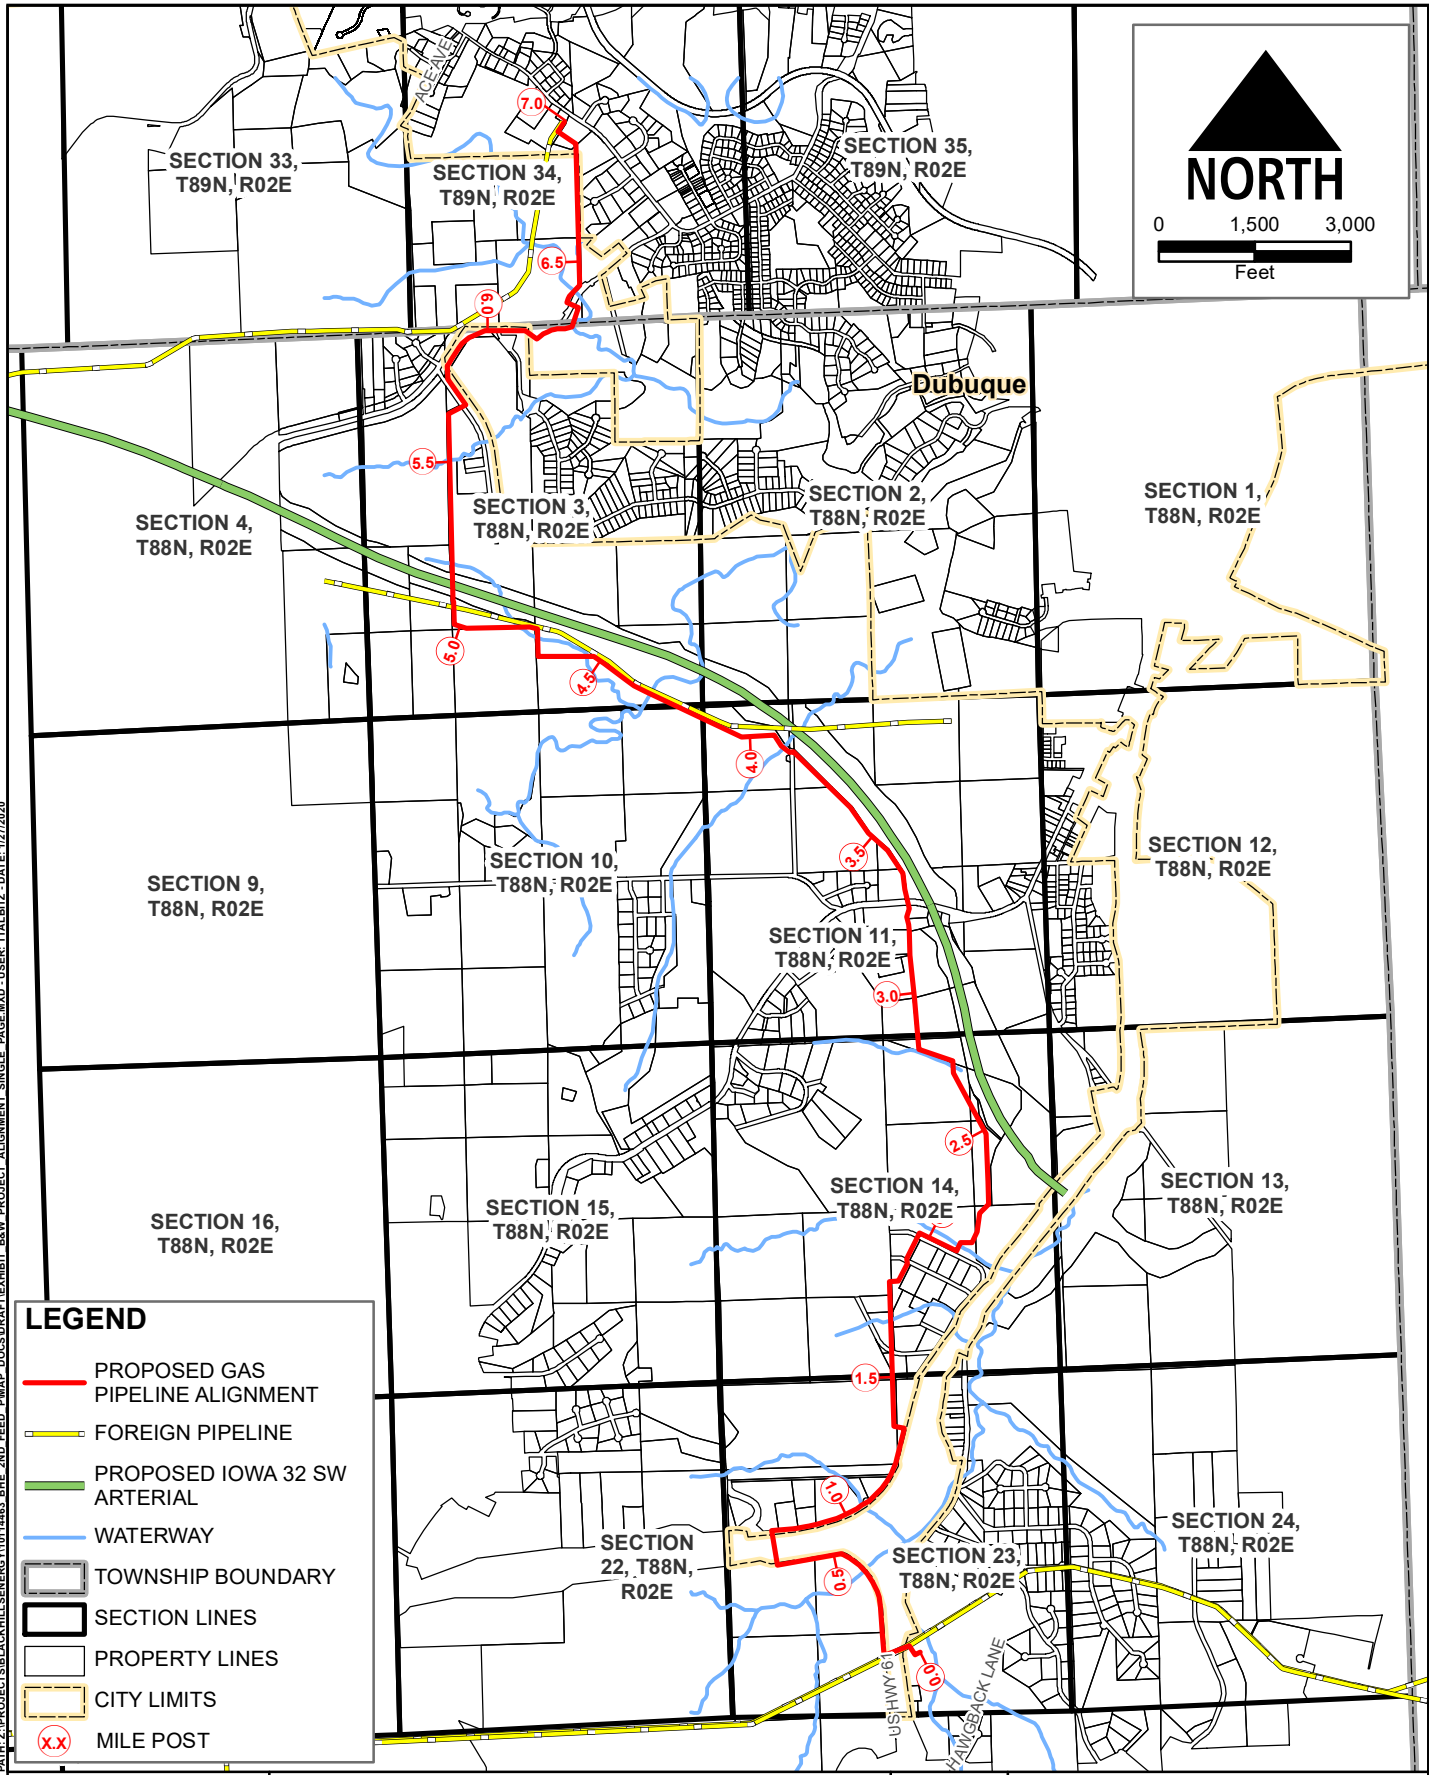 ACE AVE
7.0
SECTION 33,
T89N, R02E
SECTION 34,
T89N, R02E
SECTION 35,
T89N, R02E
NORTH
0 1,500 3,000
Feet
6.5
6.0
Dubuque
5.5
SECTION 4,
T88N, R02E
SECTION 3,
T88N, R02E
SECTION 2,
T88N, R02E
SECTION 1,
T88N, R02E
5.0
4.5
4.0
3.5
SECTION 9,
T88N, R02E
SECTION 10,
T88N, R02E
SECTION 11,
T88N, R02E
SECTION 12,
T88N, R02E
3.0
2.5
SECTION 16,
T88N, R02E
SECTION 15,
T88N, R02E
SECTION 14,
T88N, R02E
SECTION 13,
T88N, R02E
1.5
1.0
0.5
0.0
SECTION
22, T88N,
R02E
SECTION 23,
T88N, R02E
SECTION 24,
T88N, R02E
US HWY 61
HAWGBACK LANE
LEGEND
PROPOSED GAS
PIPELINE ALIGNMENT
FOREIGN PIPELINE
PROPOSED IOWA 32 SW
ARTERIAL
WATERWAY
TOWNSHIP BOUNDARY
SECTION LINES
PROPERTY LINES
CITY LIMITS
X.X MILE POST